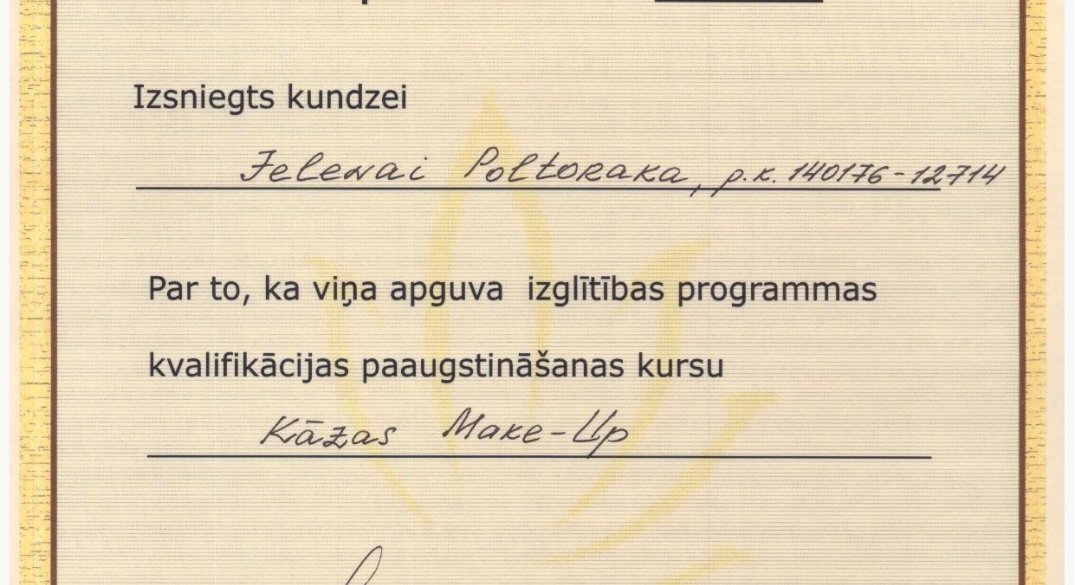 Izsniegts kundzei
Jelenai Poltoraka, p.k. 140176-12714
Par to, ka viņa apguva izglītības programmas
kvalifikācijas paaugstināšanas kursu
Kāzas Make-Up